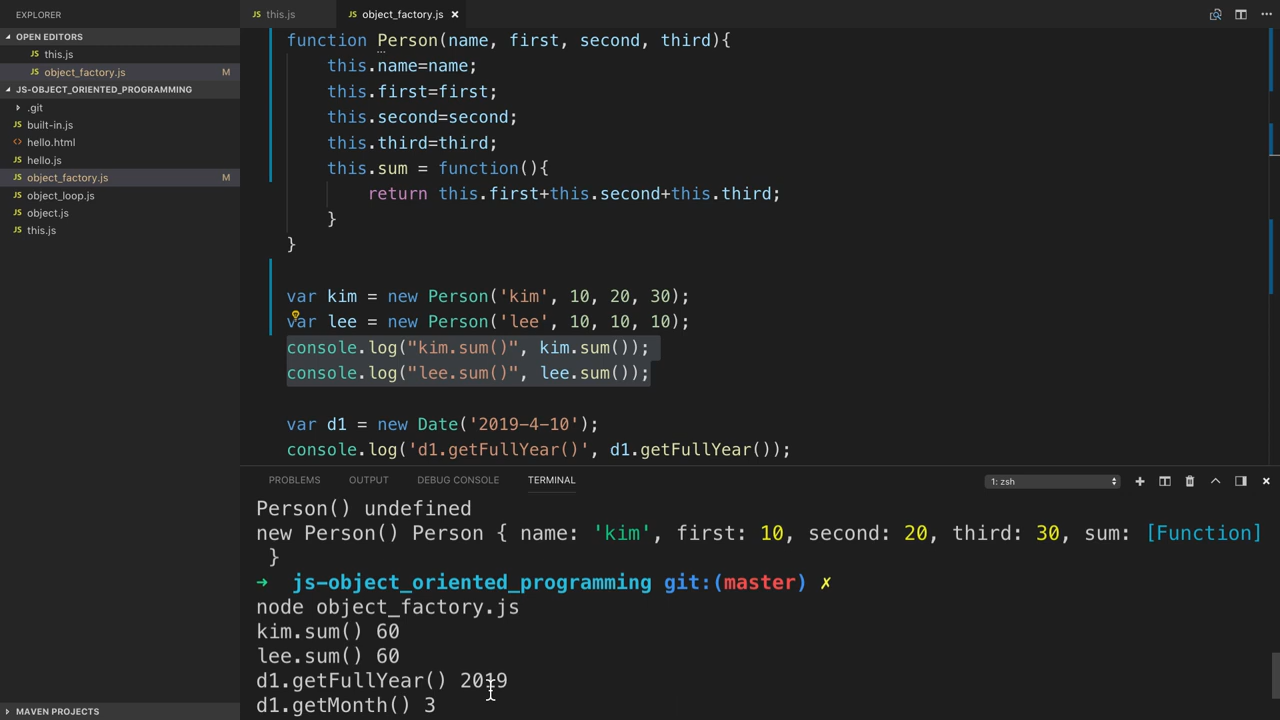 EXPLORER
OPEN EDITORS
JS this.js
JS object_factory.js M
JS-OBJECT_ORIENTED_PROGRAMMING
.git
JS built-in.js
<> hello.html
JS hello.js
JS object_factory.js M
JS object_loop.js
JS object.js
JS this.js
MAVEN PROJECTS
JS this.js JS object_factory.js ×
function Person(name, first, second, third){
this.name=name;
this.first=first;
this.second=second;
this.third=third;
this.sum = function(){
return this.first+this.second+this.third;
}
}
var kim = new Person('kim', 10, 20, 30);
var lee = new Person('lee', 10, 10, 10);
console.log("kim.sum()", kim.sum());
console.log("lee.sum()", lee.sum());
var d1 = new Date('2019-4-10');
console.log('d1.getFullYear()', d1.getFullYear());
PROBLEMS OUTPUT DEBUG CONSOLE TERMINAL 1: zsh
Person() undefined
new Person() Person { name: 'kim', first: 10, second: 20, third: 30, sum: [Function]
}
➜ js-object_oriented_programming git:(master) ✗
node object_factory.js
kim.sum() 60
lee.sum() 60
d1.getFullYear() 2019
d1.getMonth() 3